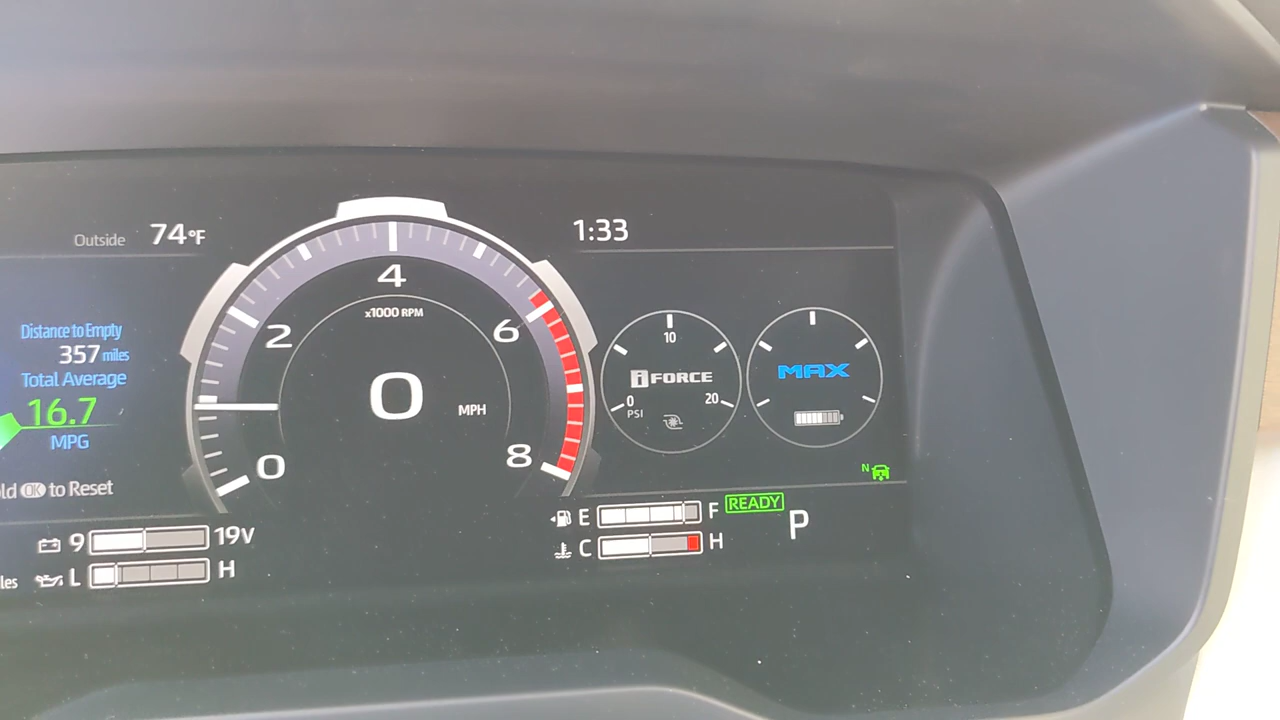 Outside 74°F
1:33
Distance to Empty
357 miles
Total Average
16.7
MPG
ld OK to Reset
0
2
4
6
8
x1000 RPM
0 MPH
10
iFORCE
0 20
PSI
MAX
N
9 19V
L H
les
E F
C H
READY
P